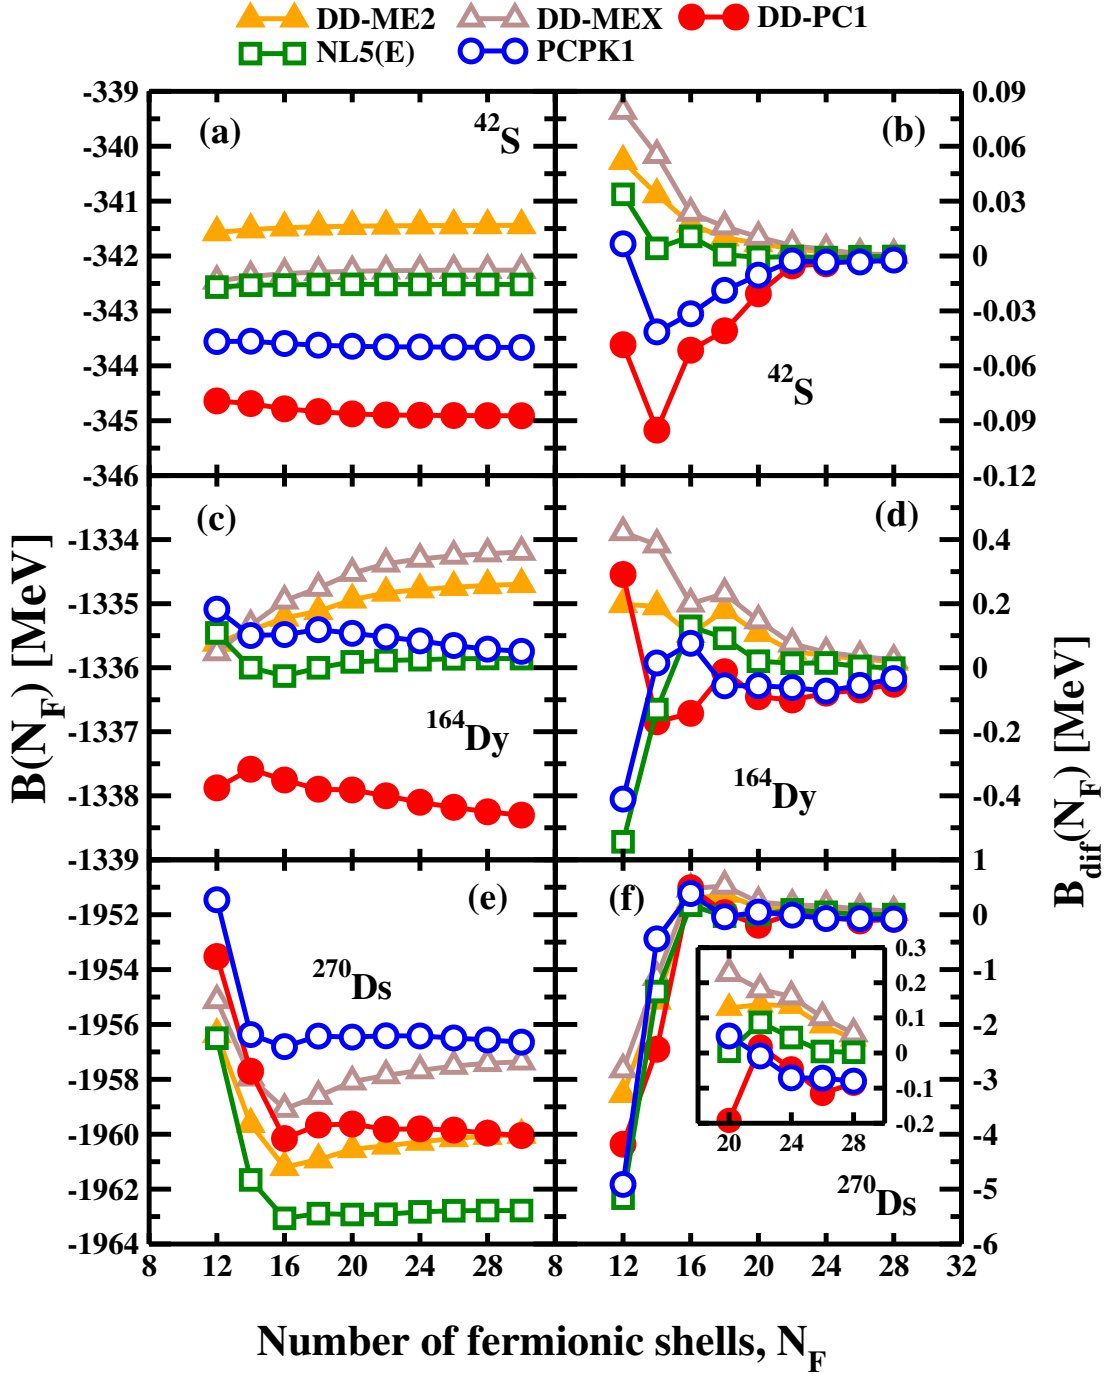 DD-ME2 DD-MEX DD-PC1
NL5(E) PCPK1
-339 (a) 42S (b) 0.09
-340 0.06
-341 0.03
-342 0
-343 -0.03
-344 42S -0.06
-345 -0.09
-346 -0.12
(c) (d)
-1334 0.4
-1335 0.2
-1336 0
-1337 164Dy 164Dy -0.2
-1338 -0.4
-1339 1
(e) (f)
-1952 0
-1954 270Ds 0.3 -1
0.2
-1956 0.1 -2
0
-1958 -0.1 -3
-0.2
20 24 28
-1960 -4
-1962 270Ds -5
-1964 -6
8 12 16 20 24 28 8 12 16 20 24 28 32
B(NF) [MeV]
Bdif(NF) [MeV]
Number of fermionic shells, NF